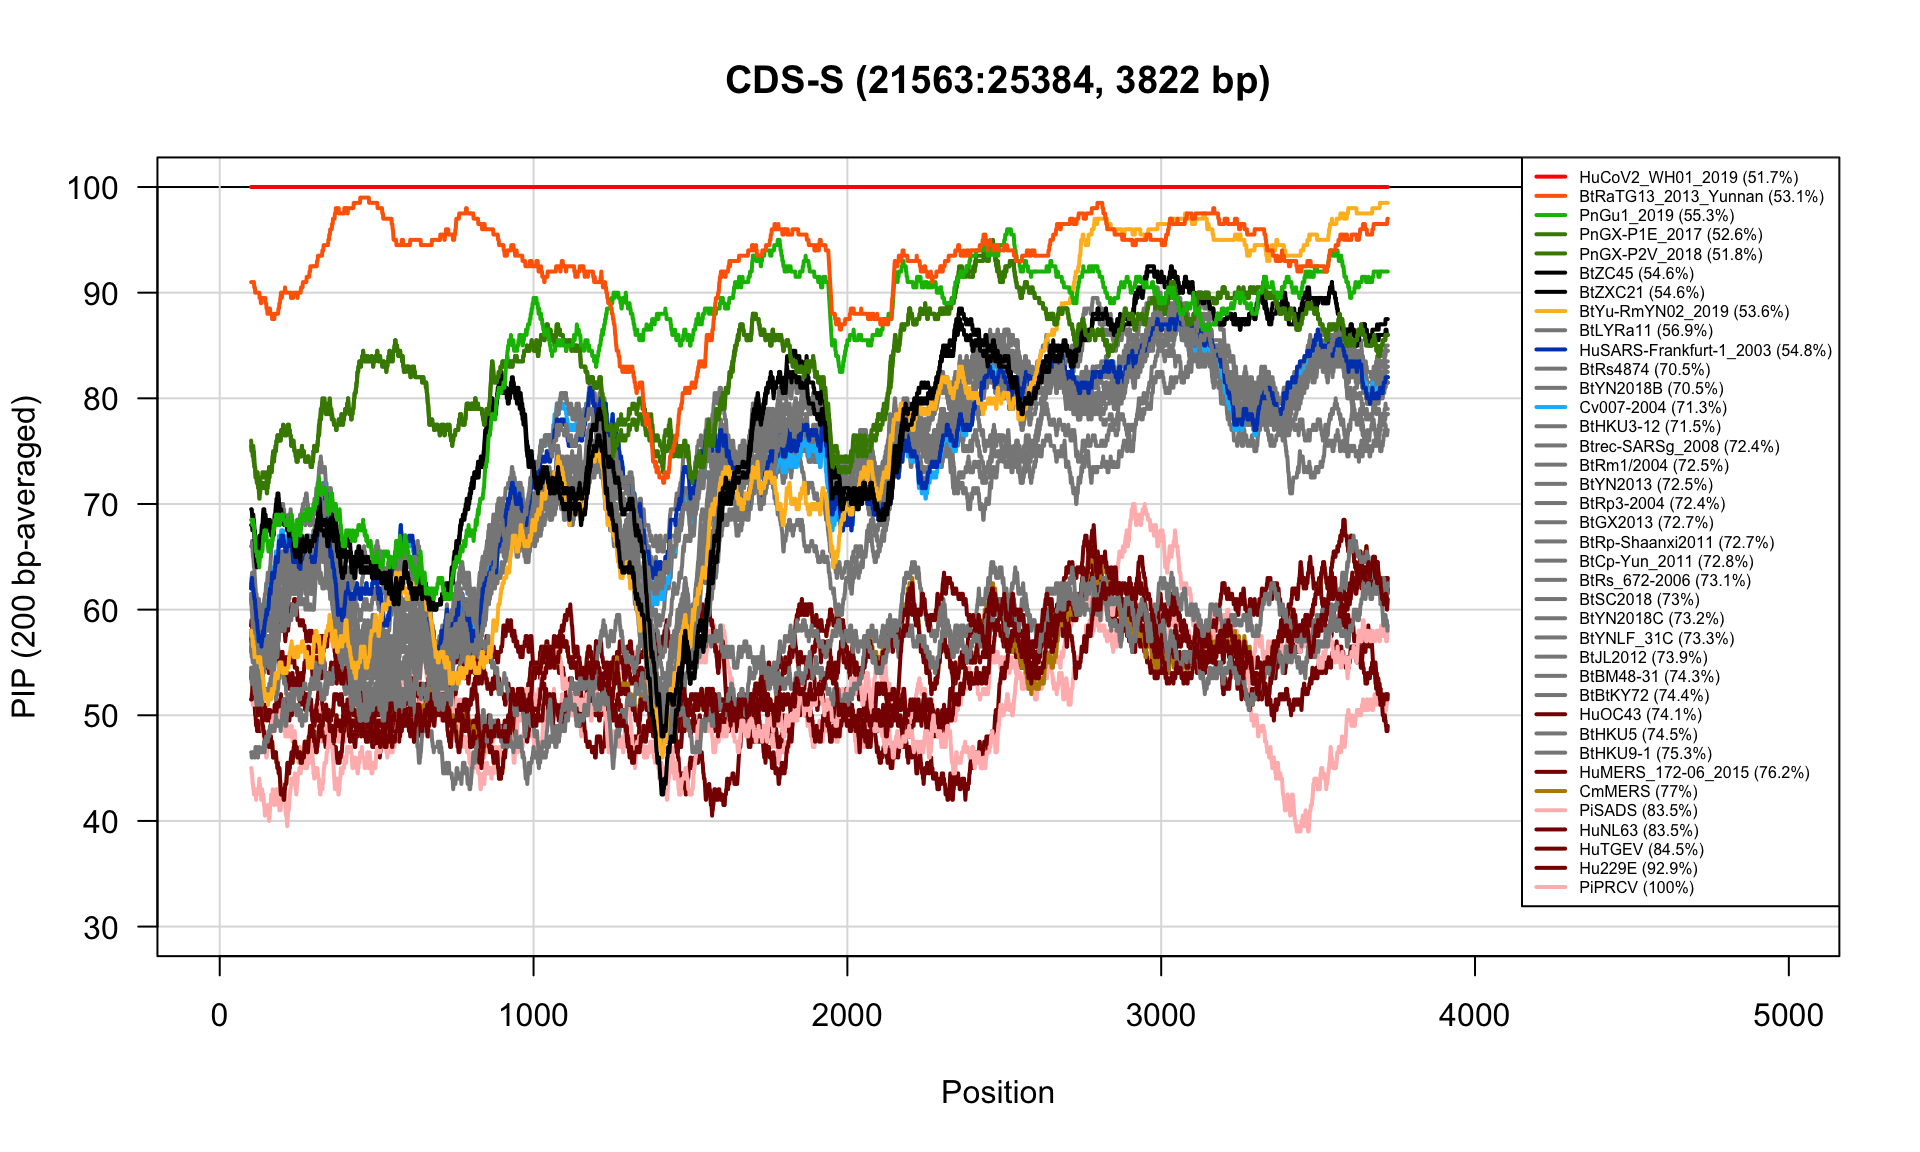 CDS-S (21563:25384, 3822 bp)
PIP (200 bp-averaged)
100
90
80
70
60
50
40
30
0
1000
2000
3000
4000
5000
Position
HuCoV2_WH01_2019 (51.7%)
BtRaTG13_2013_Yunnan (53.1%)
PnGu1_2019 (55.3%)
PnGX-P1E_2017 (52.6%)
PnGX-P2V_2018 (51.8%)
BtZC45 (54.6%)
BtZXC21 (54.6%)
BtYu-RmYN02_2019 (53.6%)
BtLYRa11 (56.9%)
HuSARS-Frankfurt-1_2003 (54.8%)
BtRs4874 (70.5%)
BtYN2018B (70.5%)
Cv007-2004 (71.3%)
BtHKU3-12 (71.5%)
Btrec-SARSg_2008 (72.4%)
BtRm1/2004 (72.5%)
BtYN2013 (72.5%)
BtRp3-2004 (72.4%)
BtGX2013 (72.7%)
BtRp-Shaanxi2011 (72.7%)
BtCp-Yun_2011 (72.8%)
BtRs_672-2006 (73.1%)
BtSC2018 (73%)
BtYN2018C (73.2%)
BtYNLF_31C (73.3%)
BtJL2012 (73.9%)
BtBM48-31 (74.3%)
BtBtKY72 (74.4%)
HuOC43 (74.1%)
BtHKU5 (74.5%)
BtHKU9-1 (75.3%)
HuMERS_172-06_2015 (76.2%)
CmMERS (77%)
PiSADS (83.5%)
HuNL63 (83.5%)
HuTGEV (84.5%)
Hu229E (92.9%)
PiPRCV (100%)